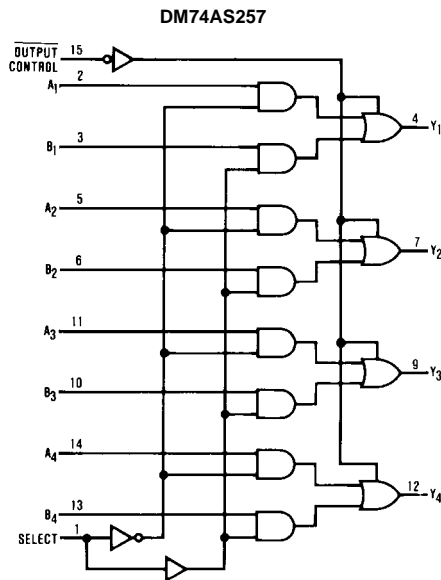 DM74AS257
OUTPUT CONTROL 15
A1 2
B1 3
4 Y1
A2 5
B2 6
7 Y2
A3 11
B3 10
9 Y3
A4 14
B4 13
12 Y4
SELECT 1